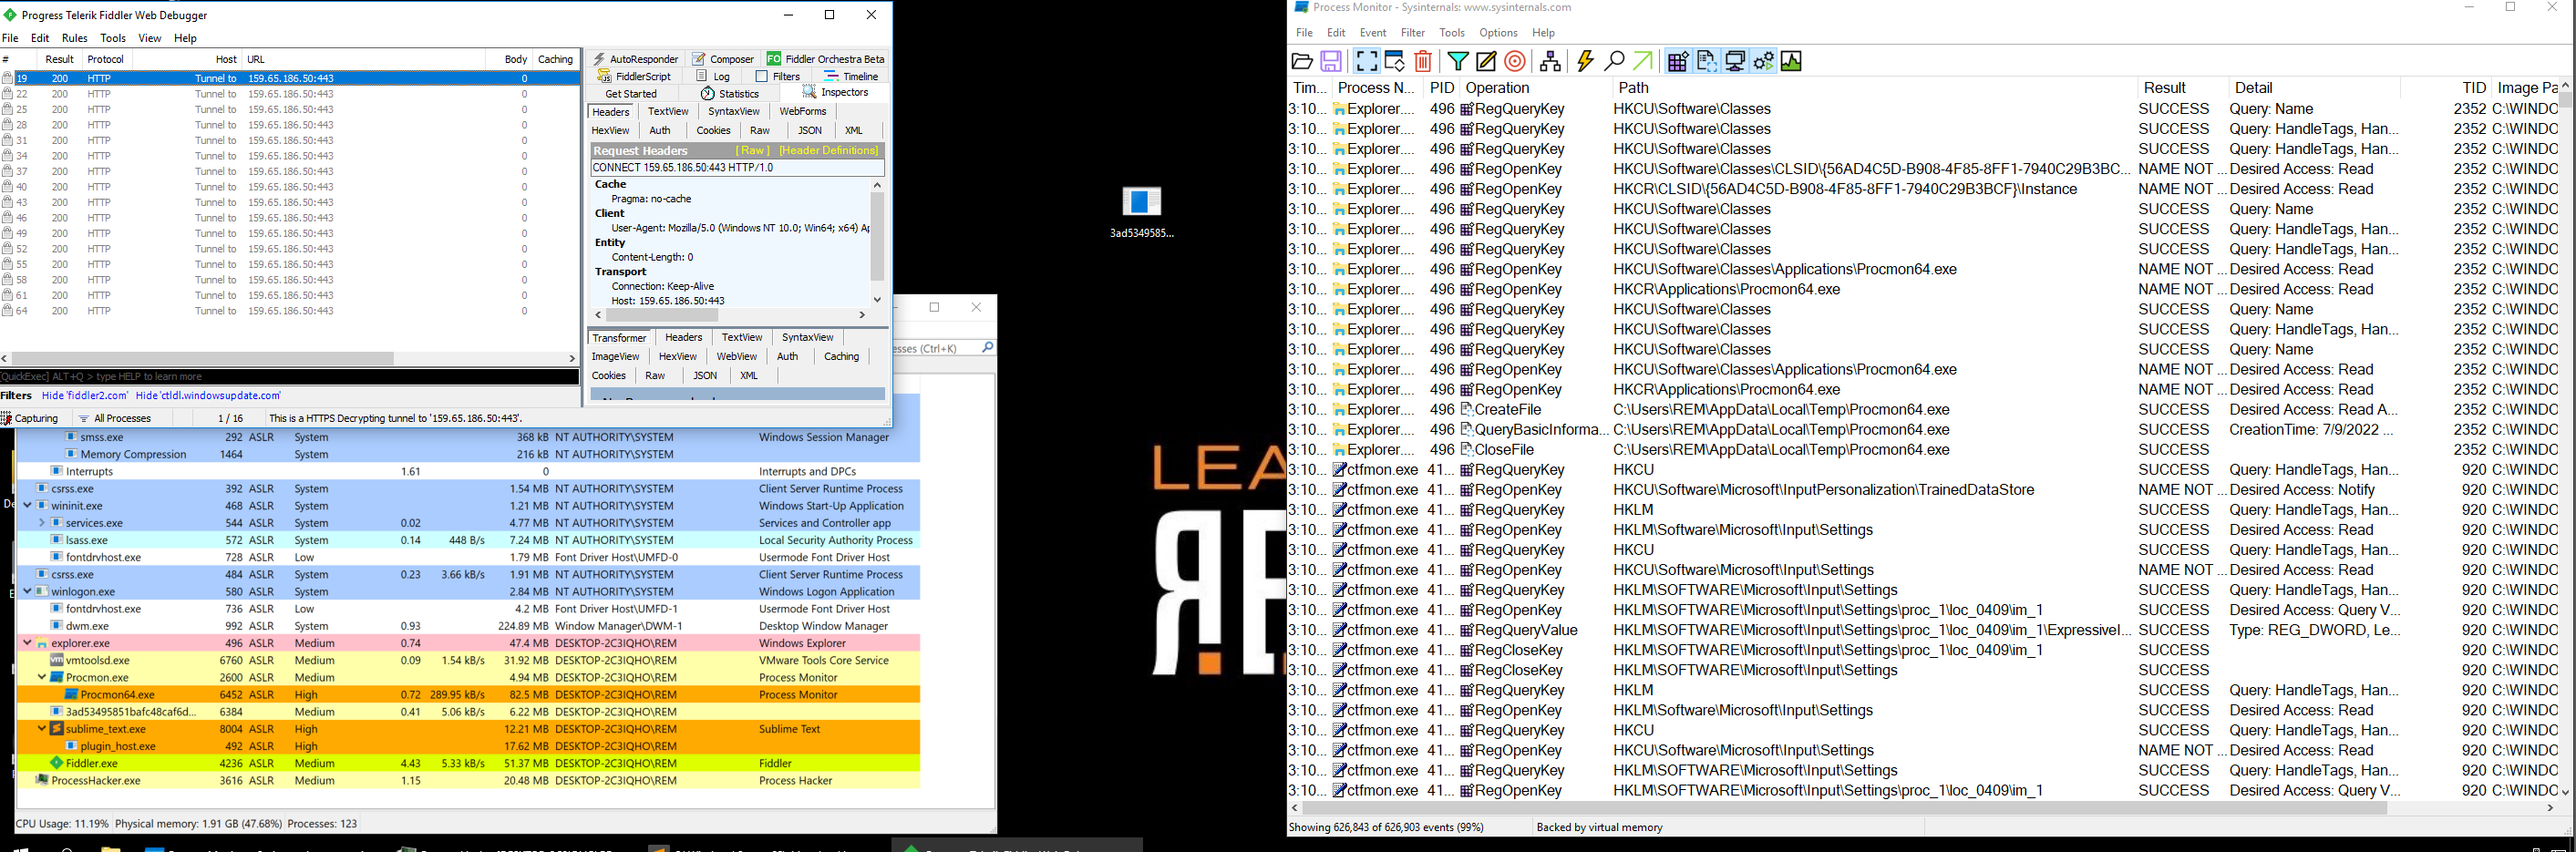 Progress Telerik Fiddler Web Debugger
File Edit Rules Tools View Help
# Result Protocol Host URL Body Caching
19 200 HTTP Tunnel to 159.65.186.50:443 0
22 200 HTTP Tunnel to 159.65.186.50:443 0
25 200 HTTP Tunnel to 159.65.186.50:443 0
28 200 HTTP Tunnel to 159.65.186.50:443 0
31 200 HTTP Tunnel to 159.65.186.50:443 0
34 200 HTTP Tunnel to 159.65.186.50:443 0
37 200 HTTP Tunnel to 159.65.186.50:443 0
40 200 HTTP Tunnel to 159.65.186.50:443 0
43 200 HTTP Tunnel to 159.65.186.50:443 0
46 200 HTTP Tunnel to 159.65.186.50:443 0
49 200 HTTP Tunnel to 159.65.186.50:443 0
52 200 HTTP Tunnel to 159.65.186.50:443 0
55 200 HTTP Tunnel to 159.65.186.50:443 0
58 200 HTTP Tunnel to 159.65.186.50:443 0
61 200 HTTP Tunnel to 159.65.186.50:443 0
64 200 HTTP Tunnel to 159.65.186.50:443 0
[QuickExec] ALT+Q > type HELP to learn more
Filters Hide 'fiddler2.com' Hide 'ctldl.windowsupdate.com'
Capturing All Processes 1 / 16 This is a HTTPS Decrypting tunnel to '159.65.186.50:443'.
AutoResponder Composer FO Fiddler Orchestra Beta
FiddlerScript Log Filters Timeline
Get Started Statistics Inspectors
Headers TextView SyntaxView WebForms
HexView Auth Cookies Raw JSON XML
Request Headers [ Raw ] [Header Definitions]
CONNECT 159.65.186.50:443 HTTP/1.0
Cache
Pragma: no-cache
Client
User-Agent: Mozilla/5.0 (Windows NT 10.0; Win64; x64) Ap
Entity
Content-Length: 0
Transport
Connection: Keep-Alive
Host: 159.65.186.50:443
Transformer Headers TextView SyntaxView
ImageView HexView WebView Auth Caching
Cookies Raw JSON XML
esses (Ctrl+K)
smss.exe 292 ASLR System 368 kB NT AUTHORITY\SYSTEM Windows Session Manager
Memory Compression 1464 System 216 kB NT AUTHORITY\SYSTEM
Interrupts 1.61 0 Interrupts and DPCs
csrss.exe 392 ASLR System 1.54 MB NT AUTHORITY\SYSTEM Client Server Runtime Process
wininit.exe 468 ASLR System 1.21 MB NT AUTHORITY\SYSTEM Windows Start-Up Application
services.exe 544 ASLR System 0.02 4.77 MB NT AUTHORITY\SYSTEM Services and Controller app
lsass.exe 572 ASLR System 0.14 448 B/s 7.24 MB NT AUTHORITY\SYSTEM Local Security Authority Process
fontdrvhost.exe 728 ASLR Low 1.79 MB Font Driver Host\UMFD-0 Usermode Font Driver Host
csrss.exe 484 ASLR System 0.23 3.66 kB/s 1.91 MB NT AUTHORITY\SYSTEM Client Server Runtime Process
winlogon.exe 580 ASLR System 2.84 MB NT AUTHORITY\SYSTEM Windows Logon Application
fontdrvhost.exe 736 ASLR Low 4.2 MB Font Driver Host\UMFD-1 Usermode Font Driver Host
dwm.exe 992 ASLR System 0.93 224.89 MB Window Manager\DWM-1 Desktop Window Manager
explorer.exe 496 ASLR Medium 0.74 47.4 MB DESKTOP-2C3IQHO\REM Windows Explorer
vmtoolsd.exe 6760 ASLR Medium 0.09 1.54 kB/s 31.92 MB DESKTOP-2C3IQHO\REM VMware Tools Core Service
Procmon.exe 2600 ASLR Medium 4.94 MB DESKTOP-2C3IQHO\REM Process Monitor
Procmon64.exe 6452 ASLR High 0.72 289.95 kB/s 82.5 MB DESKTOP-2C3IQHO\REM Process Monitor
3ad53495851bafc48caf6d... 6384 Medium 0.41 5.06 kB/s 6.22 MB DESKTOP-2C3IQHO\REM
sublime_text.exe 8004 ASLR High 12.21 MB DESKTOP-2C3IQHO\REM Sublime Text
plugin_host.exe 492 ASLR High 17.62 MB DESKTOP-2C3IQHO\REM
Fiddler.exe 4236 ASLR Medium 4.43 5.33 kB/s 51.37 MB DESKTOP-2C3IQHO\REM Fiddler
ProcessHacker.exe 3616 ASLR Medium 1.15 20.48 MB DESKTOP-2C3IQHO\REM Process Hacker
CPU Usage: 11.19% Physical memory: 1.91 GB (47.68%) Processes: 123
3ad5349585...
LEA
Process Monitor - Sysinternals: www.sysinternals.com
File Edit Event Filter Tools Options Help
Tim... Process N... PID Operation Path Result Detail TID Image Pa
3:10... Explorer.... 496 RegQueryKey HKCU\Software\Classes SUCCESS Query: Name 2352 C:\WINDO
3:10... Explorer.... 496 RegQueryKey HKCU\Software\Classes SUCCESS Query: HandleTags, Han... 2352 C:\WINDO
3:10... Explorer.... 496 RegQueryKey HKCU\Software\Classes SUCCESS Query: HandleTags, Han... 2352 C:\WINDO
3:10... Explorer.... 496 RegOpenKey HKCU\Software\Classes\CLSID\{56AD4C5D-B908-4F85-8FF1-7940C29B3BC... NAME NOT ... Desired Access: Read 2352 C:\WINDO
3:10... Explorer.... 496 RegOpenKey HKCR\CLSID\{56AD4C5D-B908-4F85-8FF1-7940C29B3BCF}\Instance NAME NOT ... Desired Access: Read 2352 C:\WINDO
3:10... Explorer.... 496 RegQueryKey HKCU\Software\Classes SUCCESS Query: Name 2352 C:\WINDO
3:10... Explorer.... 496 RegQueryKey HKCU\Software\Classes SUCCESS Query: HandleTags, Han... 2352 C:\WINDO
3:10... Explorer.... 496 RegQueryKey HKCU\Software\Classes SUCCESS Query: HandleTags, Han... 2352 C:\WINDO
3:10... Explorer.... 496 RegOpenKey HKCU\Software\Classes\Applications\Procmon64.exe NAME NOT ... Desired Access: Read 2352 C:\WINDO
3:10... Explorer.... 496 RegOpenKey HKCR\Applications\Procmon64.exe NAME NOT ... Desired Access: Read 2352 C:\WINDO
3:10... Explorer.... 496 RegQueryKey HKCU\Software\Classes SUCCESS Query: Name 2352 C:\WINDO
3:10... Explorer.... 496 RegQueryKey HKCU\Software\Classes SUCCESS Query: HandleTags, Han... 2352 C:\WINDO
3:10... Explorer.... 496 RegQueryKey HKCU\Software\Classes SUCCESS Query: Name 2352 C:\WINDO
3:10... Explorer.... 496 RegOpenKey HKCU\Software\Classes\Applications\Procmon64.exe NAME NOT ... Desired Access: Read 2352 C:\WINDO
3:10... Explorer.... 496 RegOpenKey HKCR\Applications\Procmon64.exe NAME NOT ... Desired Access: Read 2352 C:\WINDO
3:10... Explorer.... 496 CreateFile C:\Users\REM\AppData\Local\Temp\Procmon64.exe SUCCESS Desired Access: Read A... 2352 C:\WINDO
3:10... Explorer.... 496 QueryBasicInforma... C:\Users\REM\AppData\Local\Temp\Procmon64.exe SUCCESS CreationTime: 7/9/2022 ... 2352 C:\WINDO
3:10... Explorer.... 496 CloseFile C:\Users\REM\AppData\Local\Temp\Procmon64.exe SUCCESS 2352 C:\WINDO
3:10... ctfmon.exe 41... RegQueryKey HKCU SUCCESS Query: HandleTags, Han... 920 C:\WINDO
3:10... ctfmon.exe 41... RegOpenKey HKCU\Software\Microsoft\InputPersonalization\TrainedDataStore NAME NOT ... Desired Access: Notify 920 C:\WINDO
3:10... ctfmon.exe 41... RegQueryKey HKLM SUCCESS Query: HandleTags, Han... 920 C:\WINDO
3:10... ctfmon.exe 41... RegOpenKey HKLM\Software\Microsoft\Input\Settings SUCCESS Desired Access: Read 920 C:\WINDO
3:10... ctfmon.exe 41... RegQueryKey HKCU SUCCESS Query: HandleTags, Han... 920 C:\WINDO
3:10... ctfmon.exe 41... RegOpenKey HKCU\Software\Microsoft\Input\Settings NAME NOT ... Desired Access: Read 920 C:\WINDO
3:10... ctfmon.exe 41... RegQueryKey HKLM\SOFTWARE\Microsoft\Input\Settings SUCCESS Query: HandleTags, Han... 920 C:\WINDO
3:10... ctfmon.exe 41... RegOpenKey HKLM\SOFTWARE\Microsoft\Input\Settings\proc_1\loc_0409\im_1 SUCCESS Desired Access: Query V... 920 C:\WINDO
3:10... ctfmon.exe 41... RegQueryValue HKLM\SOFTWARE\Microsoft\Input\Settings\proc_1\loc_0409\im_1\ExpressiveI... SUCCESS Type: REG_DWORD, Le... 920 C:\WINDO
3:10... ctfmon.exe 41... RegCloseKey HKLM\SOFTWARE\Microsoft\Input\Settings\proc_1\loc_0409\im_1 SUCCESS 920 C:\WINDO
3:10... ctfmon.exe 41... RegCloseKey HKLM\SOFTWARE\Microsoft\Input\Settings SUCCESS 920 C:\WINDO
3:10... ctfmon.exe 41... RegQueryKey HKLM SUCCESS Query: HandleTags, Han... 920 C:\WINDO
3:10... ctfmon.exe 41... RegOpenKey HKLM\Software\Microsoft\Input\Settings SUCCESS Desired Access: Read 920 C:\WINDO
3:10... ctfmon.exe 41... RegQueryKey HKCU SUCCESS Query: HandleTags, Han... 920 C:\WINDO
3:10... ctfmon.exe 41... RegOpenKey HKCU\Software\Microsoft\Input\Settings NAME NOT ... Desired Access: Read 920 C:\WINDO
3:10... ctfmon.exe 41... RegQueryKey HKLM\SOFTWARE\Microsoft\Input\Settings SUCCESS Query: HandleTags, Han... 920 C:\WINDO
3:10... ctfmon.exe 41... RegOpenKey HKLM\SOFTWARE\Microsoft\Input\Settings\proc_1\loc_0409\im_1 SUCCESS Desired Access: Query V... 920 C:\WINDO
Showing 626,843 of 626,903 events (99%) Backed by virtual memory